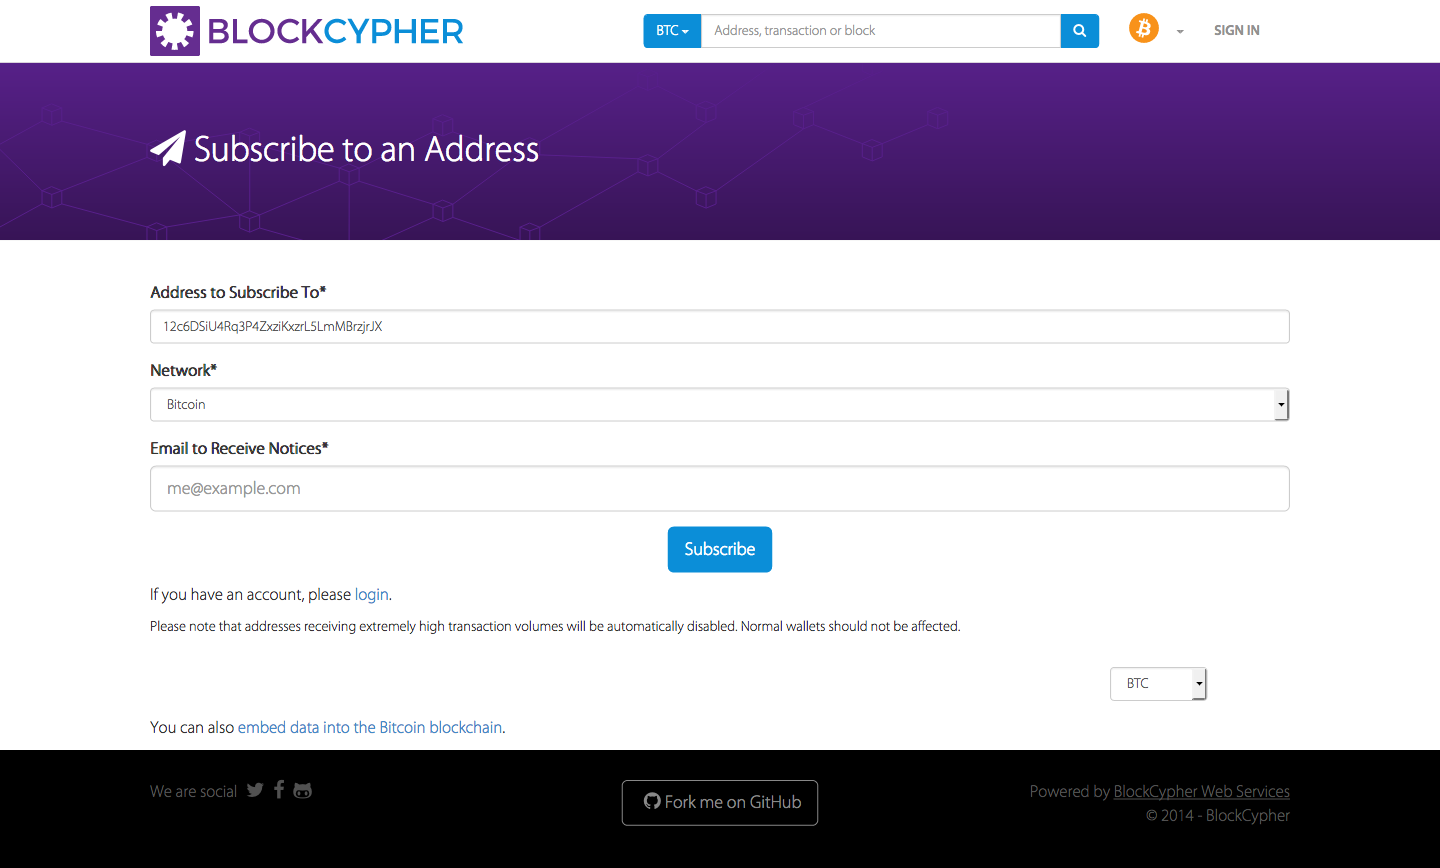 BLOCKCYPHER
BTC
Address, transaction or block
SIGN IN
Subscribe to an Address
Address to Subscribe To*
12c6DSiU4Rq3P4ZxziKxzrL5LmMBrzjrJX
Network*
Bitcoin
Email to Receive Notices*
me@example.com
Subscribe
If you have an account, please login.
Please note that addresses receiving extremely high transaction volumes will be automatically disabled. Normal wallets should not be affected.
BTC
You can also embed data into the Bitcoin blockchain.
We are social
Fork me on GitHub
Powered by BlockCypher Web Services
© 2014 - BlockCypher